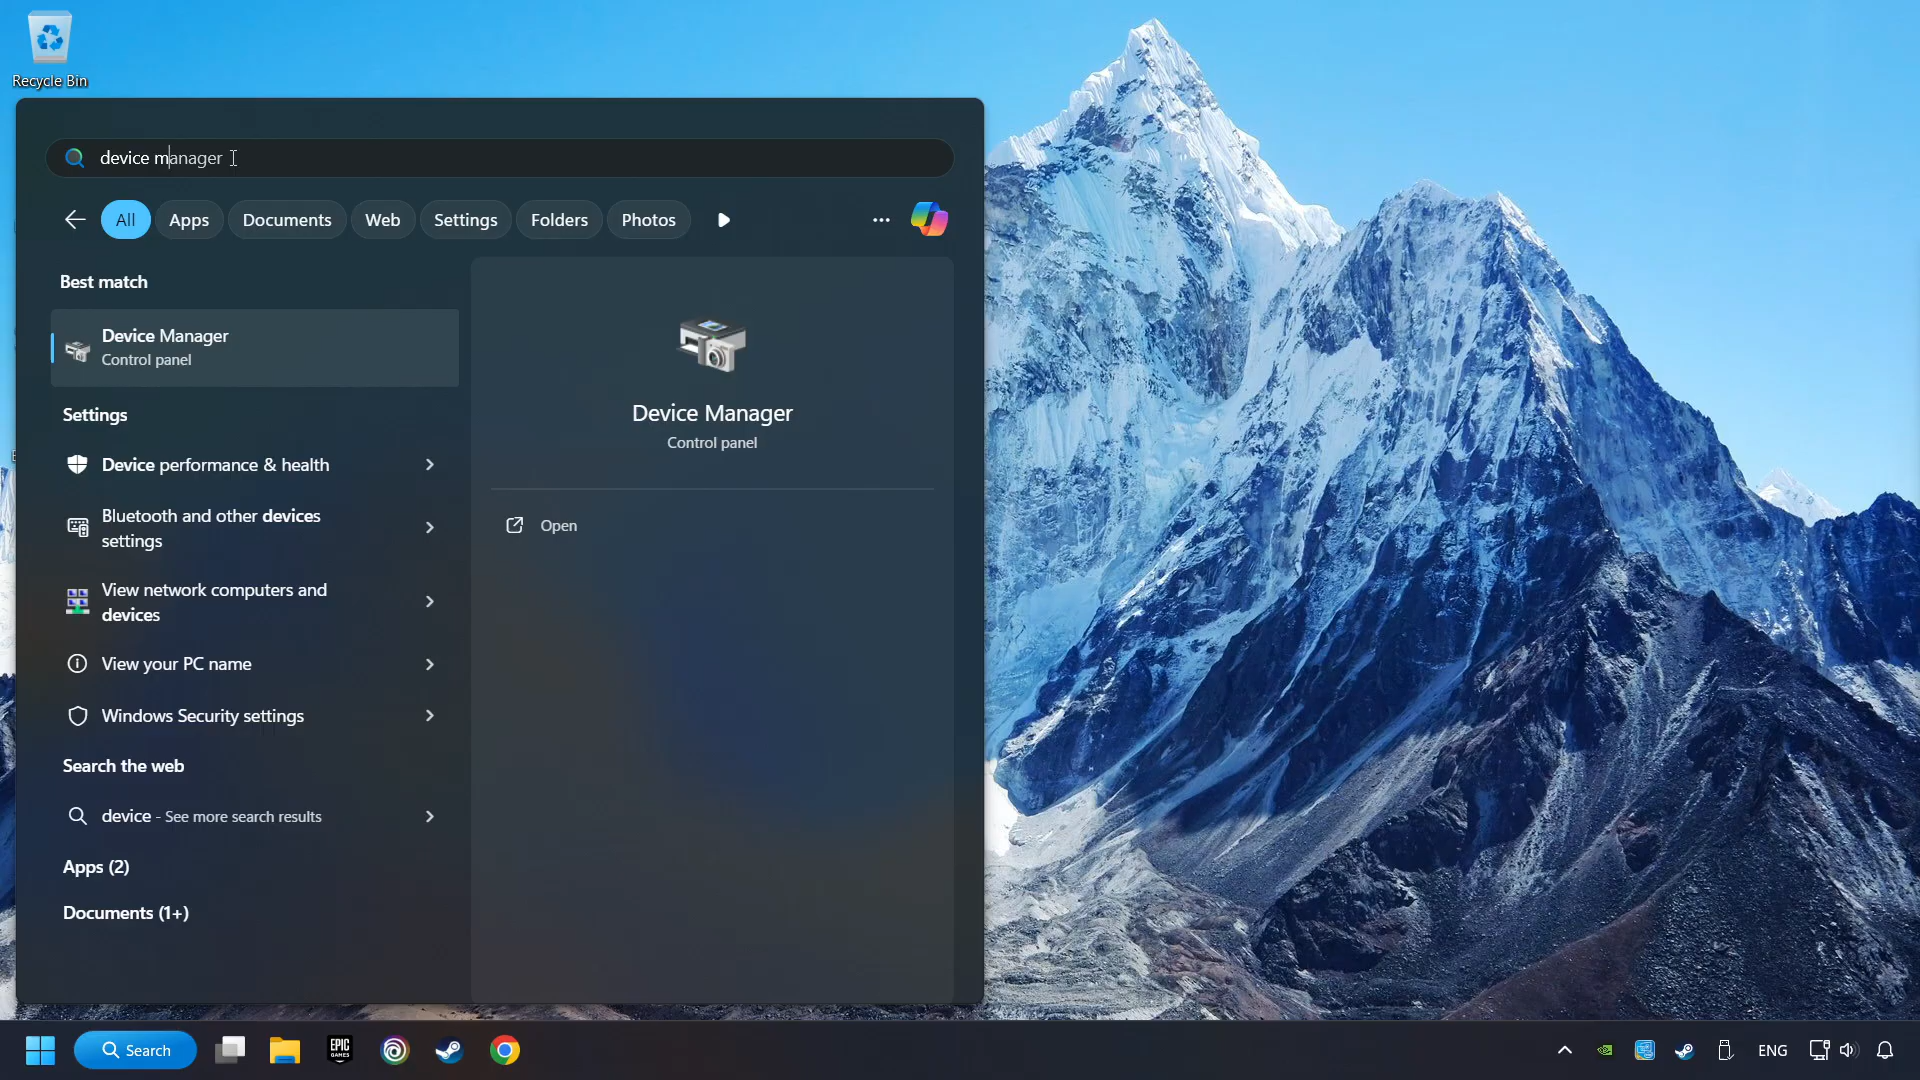 Recycle Bin
device manager
All
Apps
Documents
Web
Settings
Folders
Photos
Best match
Device Manager
Control panel
Settings
Device performance & health
Bluetooth and other devices
settings
View network computers and
devices
View your PC name
Windows Security settings
Search the web
device - See more search results
Apps (2)
Documents (1+)
Device Manager
Control panel
Open
Search
EPIC
GAMES
ENG